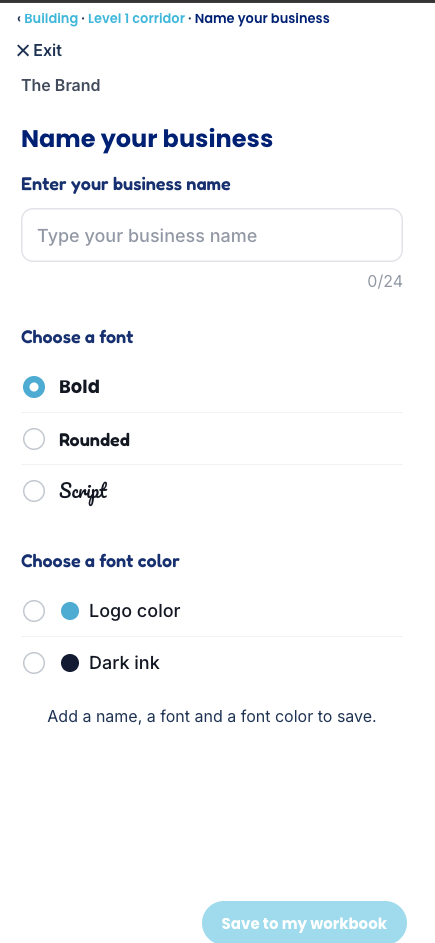 ‹ Building · Level 1 corridor · Name your business
× Exit
The Brand
Name your business
Enter your business name
Type your business name
0/24
Choose a font
Bold
Rounded
Script
Choose a font color
Logo color
Dark ink
Add a name, a font and a font color to save.
Save to my workbook